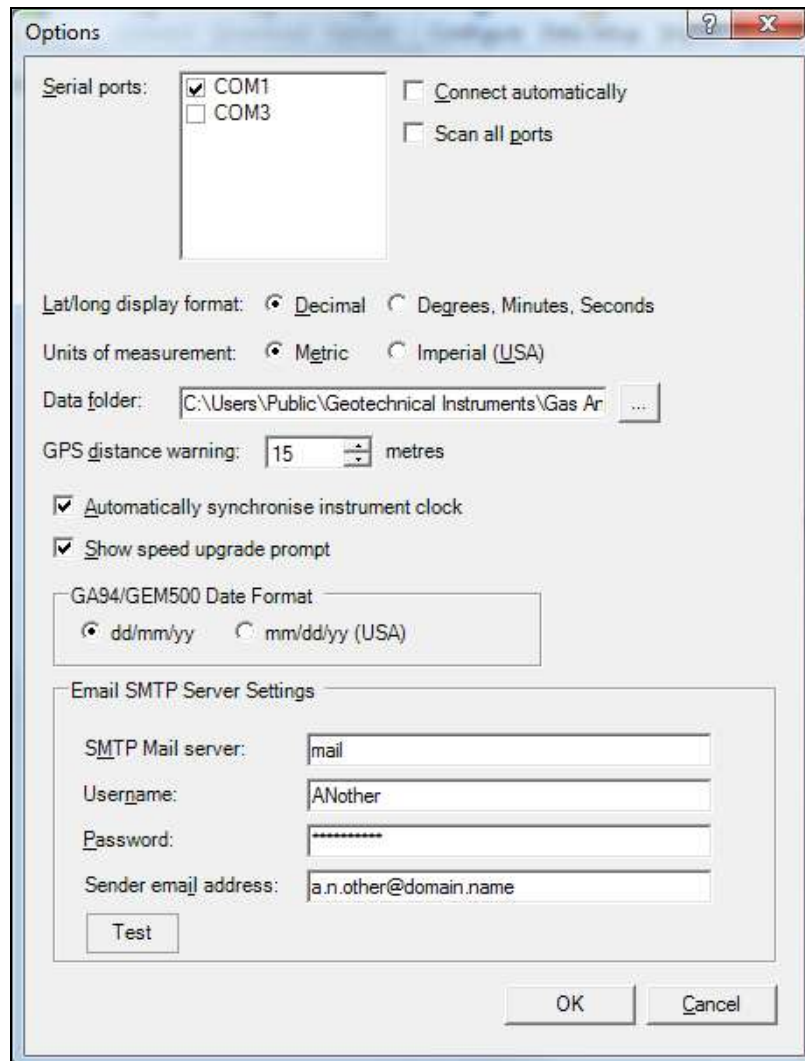 Options
Serial ports:
COM1
COM3
Connect automatically
Scan all ports
Lat/long display format: Decimal Degrees, Minutes, Seconds
Units of measurement: Metric Imperial (USA)
Data folder: C:\Users\Public\Geotechnical Instruments\Gas An ...
GPS distance warning: 15 metres
Automatically synchronise instrument clock
Show speed upgrade prompt
GA94/GEM500 Date Format
dd/mm/yy mm/dd/yy (USA)
Email SMTP Server Settings
SMTP Mail server: mail
Username: ANother
Password: **********
Sender email address: a.n.other@domain.name
Test
OK Cancel